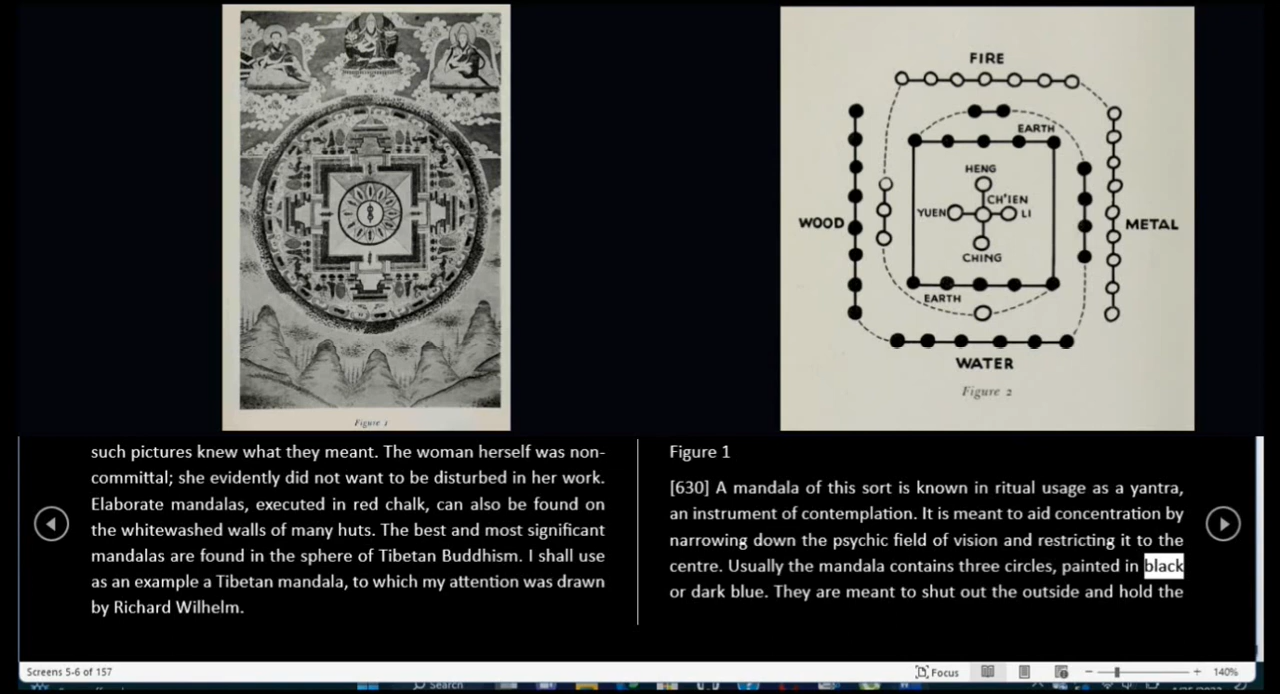 Figure 1
FIRE
EARTH
HENG
CH'IEN
YUEN
LI
CHING
WOOD
METAL
EARTH
WATER
Figure 2
such pictures knew what they meant. The woman herself was non-
committal; she evidently did not want to be disturbed in her work.
Elaborate mandalas, executed in red chalk, can also be found on
the whitewashed walls of many huts. The best and most significant
mandalas are found in the sphere of Tibetan Buddhism. I shall use
as an example a Tibetan mandala, to which my attention was drawn
by Richard Wilhelm.
Figure 1
[630] A mandala of this sort is known in ritual usage as a yantra,
an instrument of contemplation. It is meant to aid concentration by
narrowing down the psychic field of vision and restricting it to the
centre. Usually the mandala contains three circles, painted in black
or dark blue. They are meant to shut out the outside and hold the
Screens 5-6 of 157
Focus
140%
Search